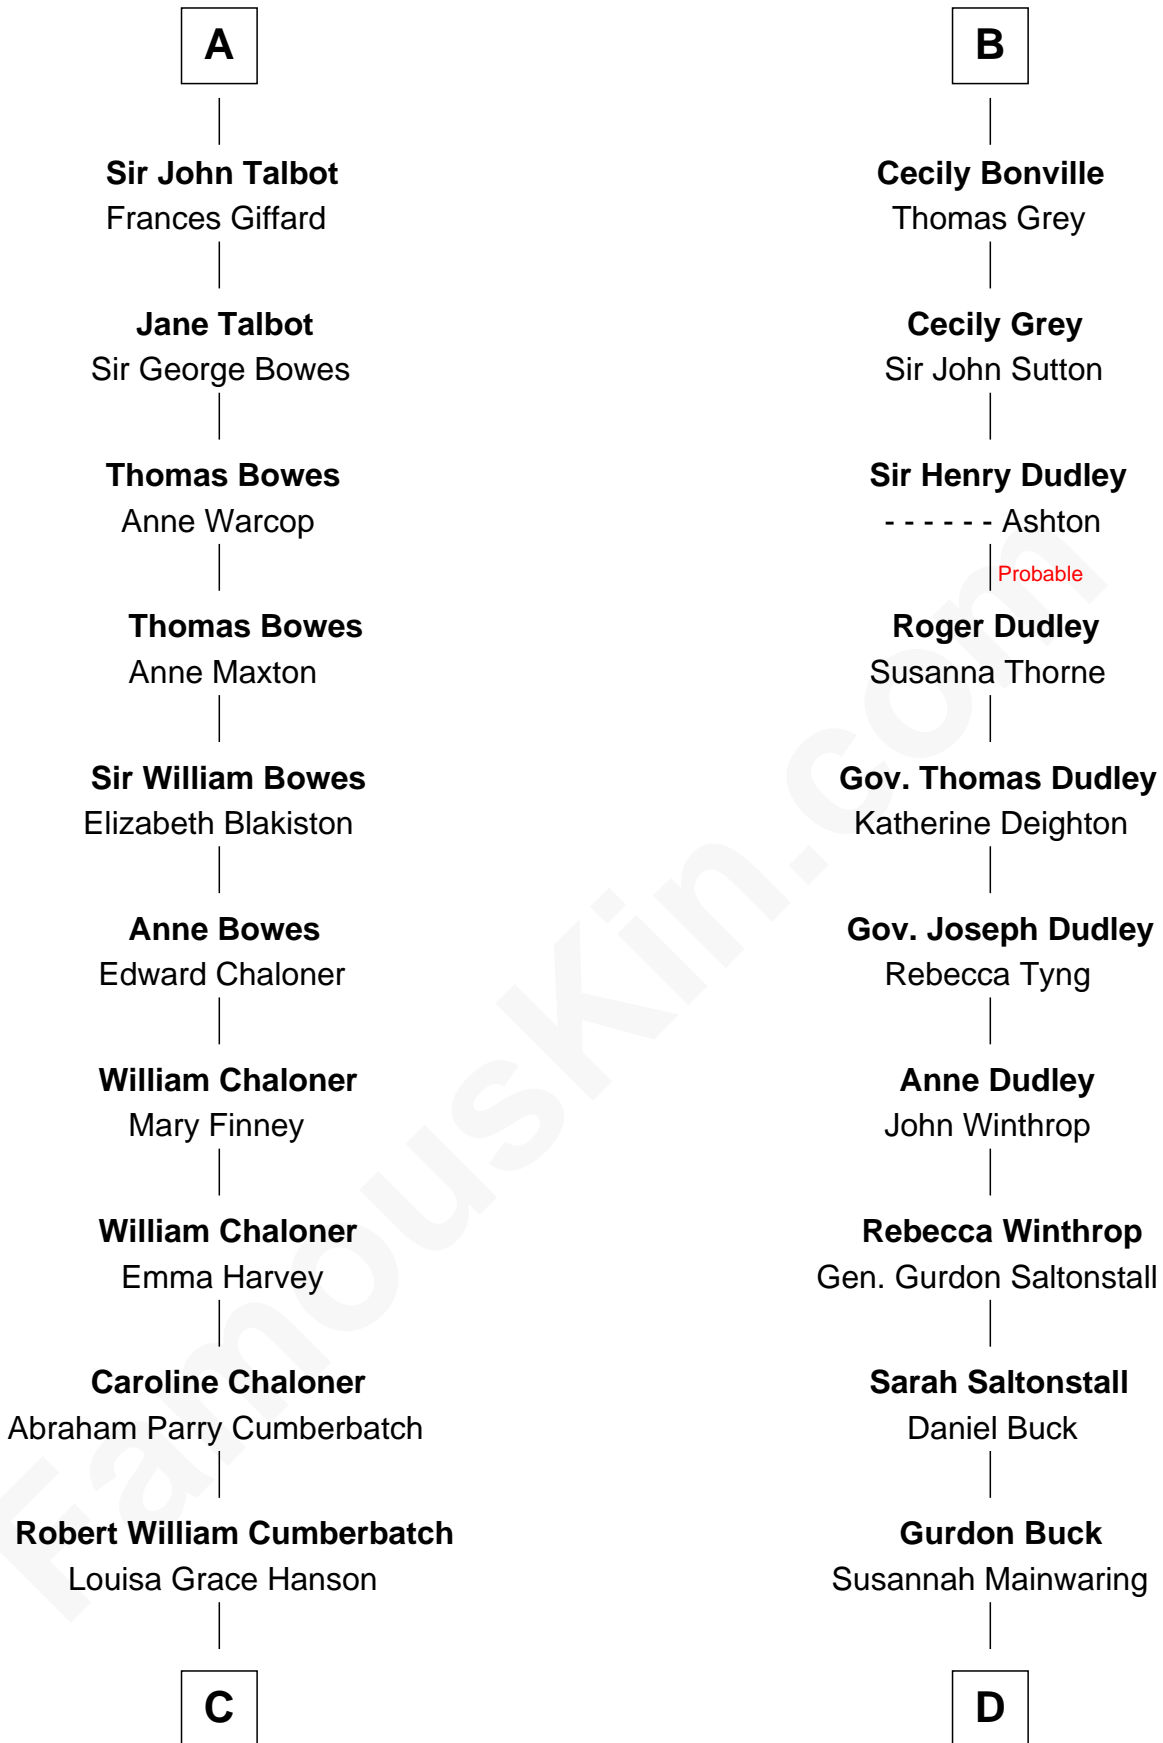 A
Sir John Talbot
Frances Giffard
Jane Talbot
Sir George Bowes
Thomas Bowes
Anne Warcop
Thomas Bowes
Anne Maxton
Sir William Bowes
Elizabeth Blakiston
Anne Bowes
Edward Chaloner
William Chaloner
Mary Finney
William Chaloner
Emma Harvey
Caroline Chaloner
Abraham Parry Cumberbatch
Robert William Cumberbatch
Louisa Grace Hanson
C
B
Cecily Bonville
Thomas Grey
Cecily Grey
Sir John Sutton
Sir Henry Dudley
- - - - - - Ashton
Probable
Roger Dudley
Susanna Thorne
Gov. Thomas Dudley
Katherine Deighton
Gov. Joseph Dudley
Rebecca Tyng
Anne Dudley
John Winthrop
Rebecca Winthrop
Gen. Gurdon Saltonstall
Sarah Saltonstall
Daniel Buck
Gurdon Buck
Susannah Mainwaring
D
FamousKin.com